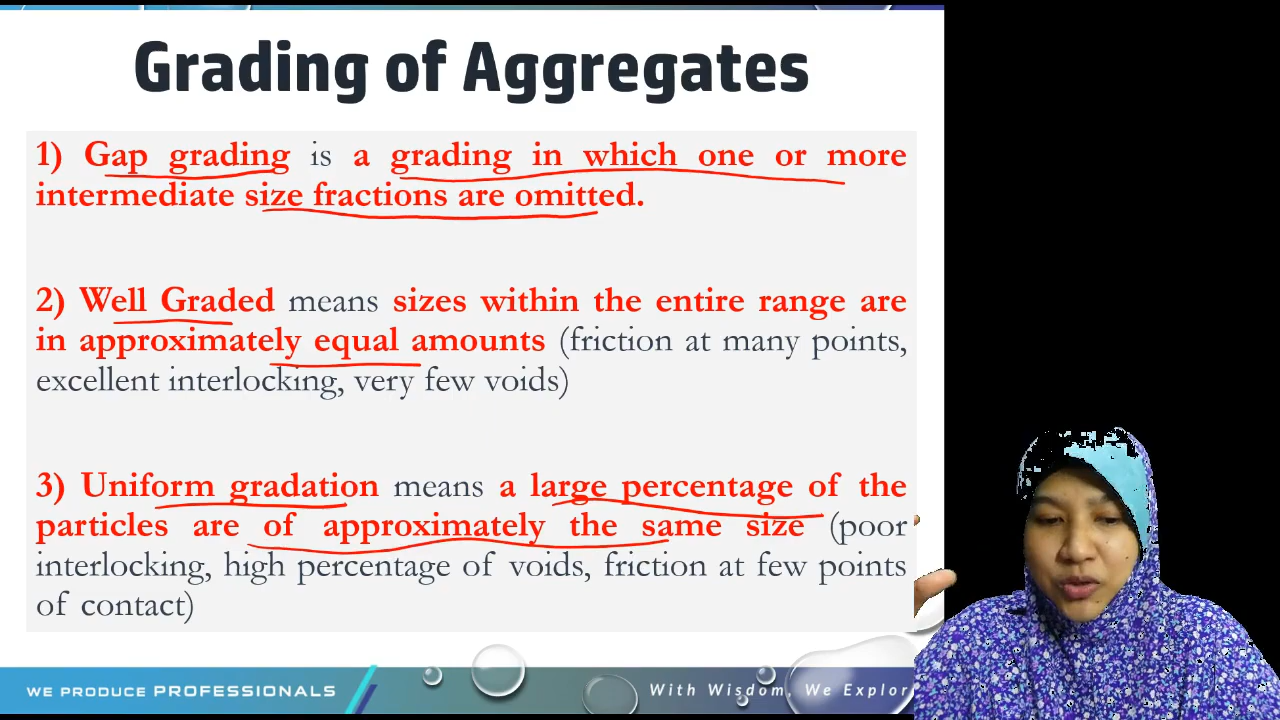 Grading of Aggregates
1) Gap grading is a grading in which one or more
intermediate size fractions are omitted.
2) Well Graded means sizes within the entire range are
in approximately equal amounts (friction at many points,
excellent interlocking, very few voids)
3) Uniform gradation means a large percentage of the
particles are of approximately the same size (poor
interlocking, high percentage of voids, friction at few points
of contact)
WE PRODUCE PROFESSIONALS
With Wisdom, We Explor